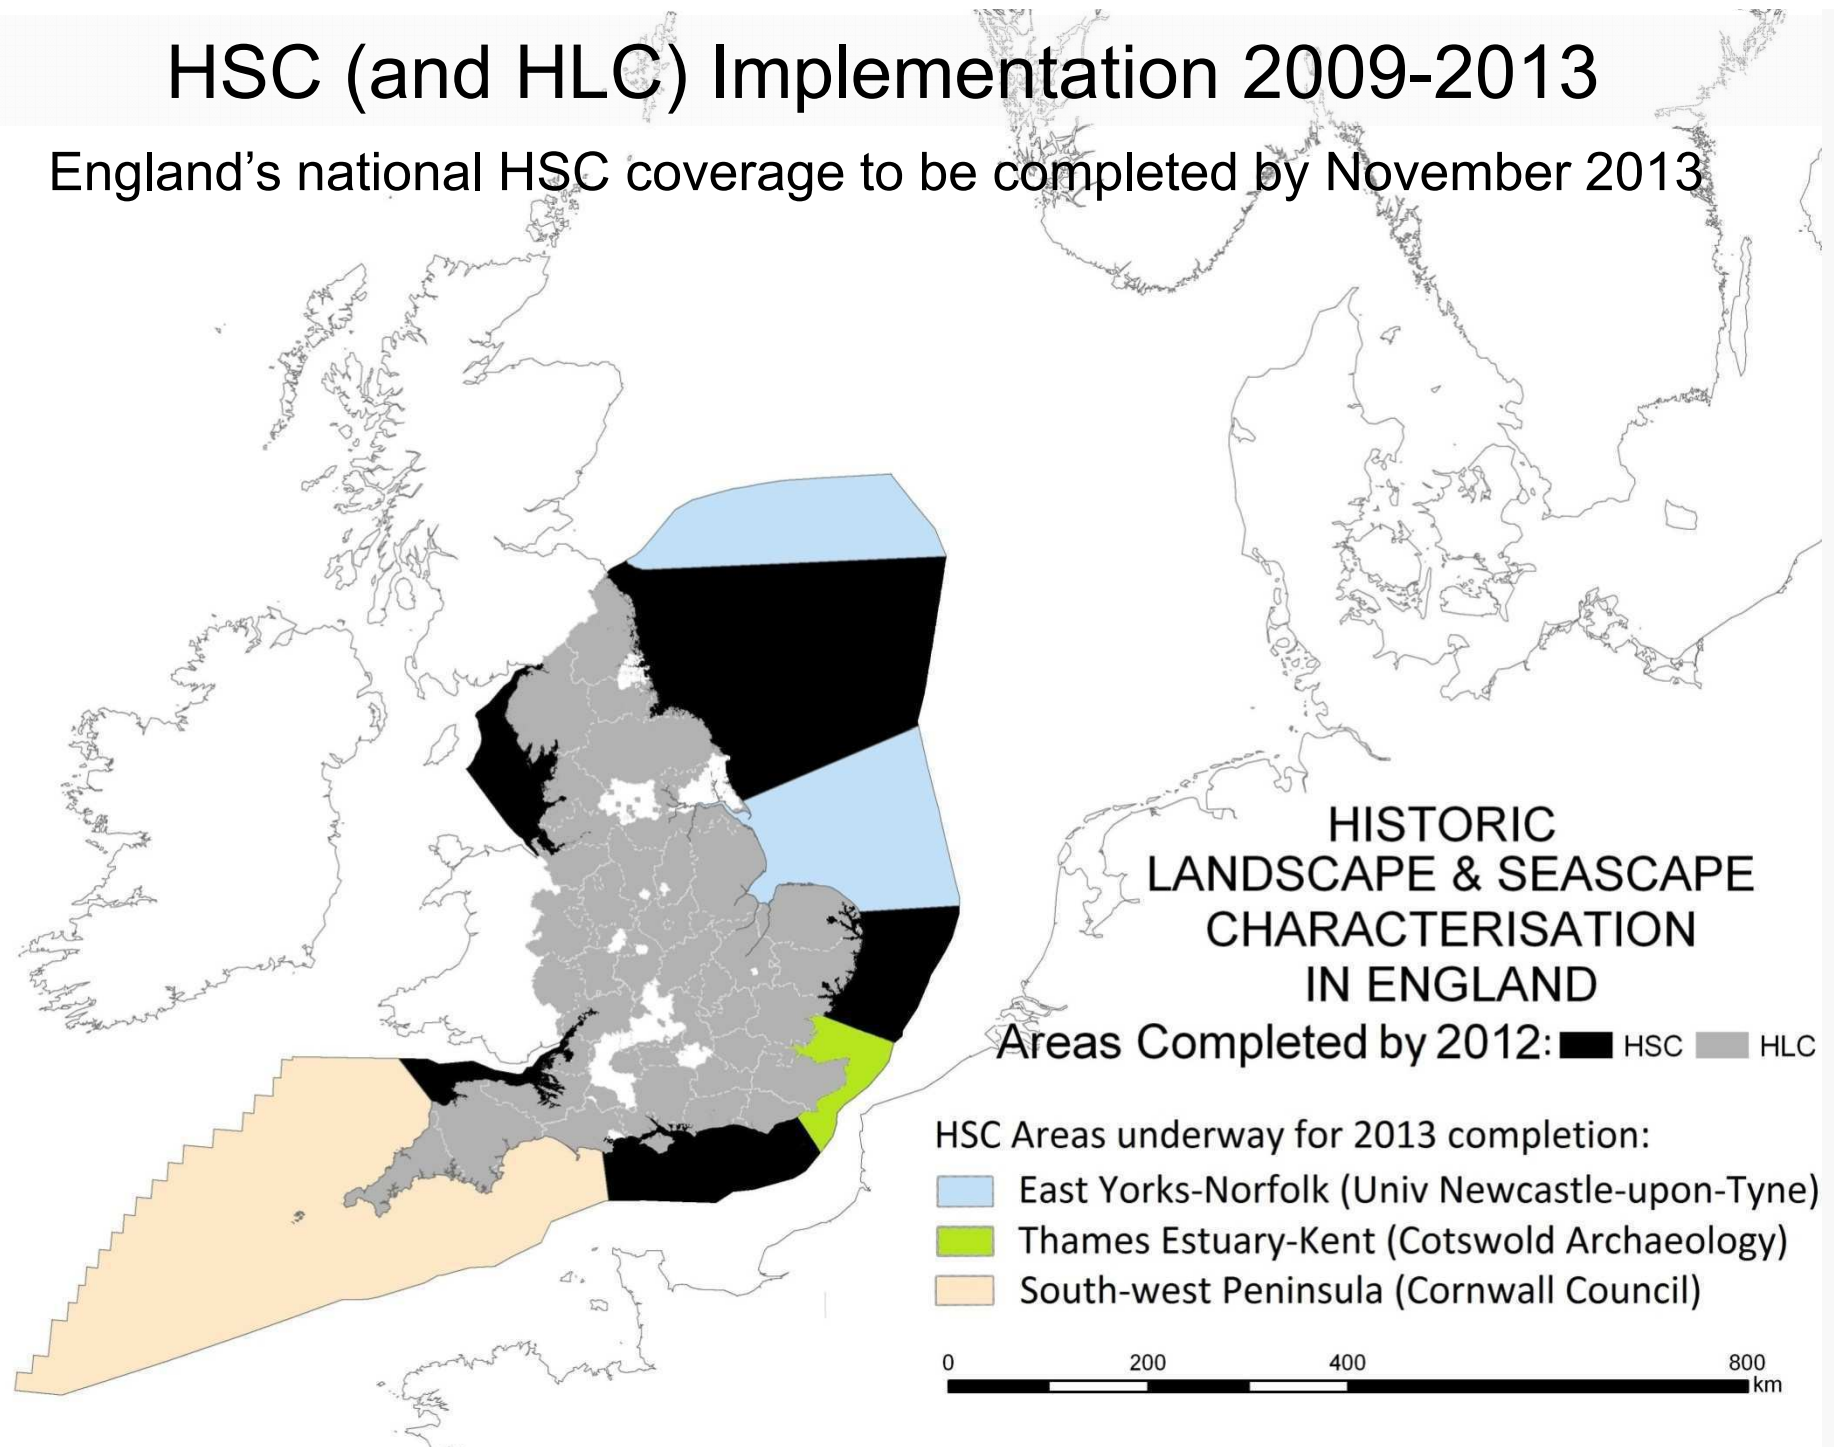 HSC (and HLC) Implementation 2009-2013
England’s national HSC coverage to be completed by November 2013
HISTORIC
LANDSCAPE & SEASCAPE
CHARACTERISATION
IN ENGLAND
Areas Completed by 2012: HSC HLC
HSC Areas underway for 2013 completion:
East Yorks-Norfolk (Univ Newcastle-upon-Tyne)
Thames Estuary-Kent (Cotswold Archaeology)
South-west Peninsula (Cornwall Council)
0 200 400 800
km